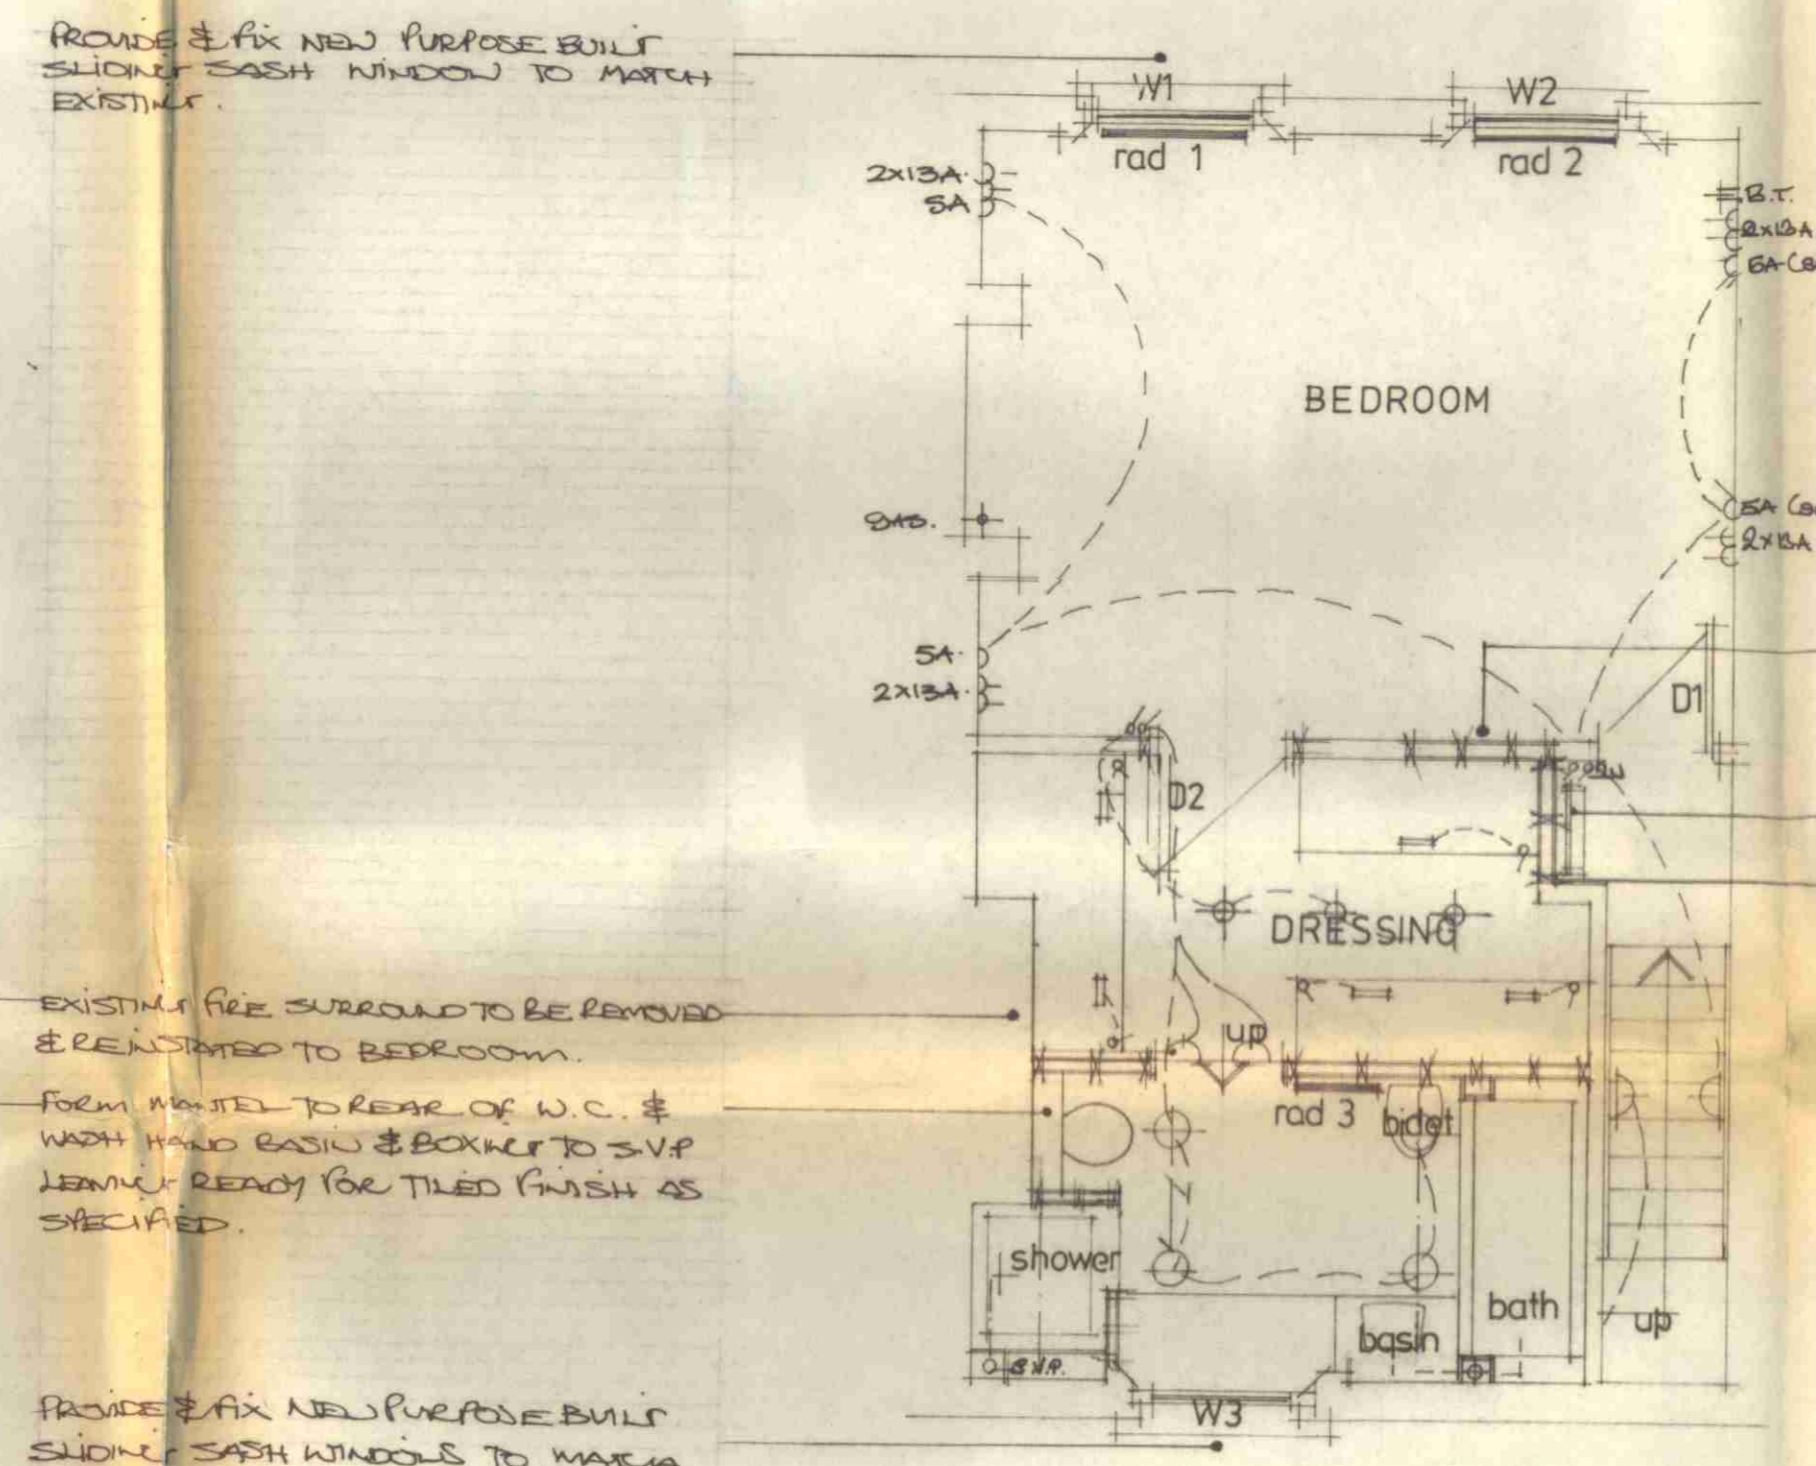 PROVIDE & FIX NEW PURPOSE BUILT
SLIDING SASH WINDOW TO MATCH
EXISTING.
W1
W2
rad 1
rad 2
2x13A.
5A
B.T.
2x13A
5A
BEDROOM
GAS.
5A
2x13A
5A.
2x13A.
D1
D2
DRESSING
EXISTING FIRE SURROUND TO BE REMOVED
& REINSTATED TO BEDROOM.
up
FORM MANTEL TO REAR OF W.C. &
WASH HAND BASIN & BOXING TO S.V.P
LEAVING READY FOR TILED FINISH AS
SPECIFIED.
rad 3
bidet
shower
bath
basin
up
S.V.P.
W3
PROVIDE & FIX NEW PURPOSE BUILT
SLIDING SASH WINDOWS TO MATCH